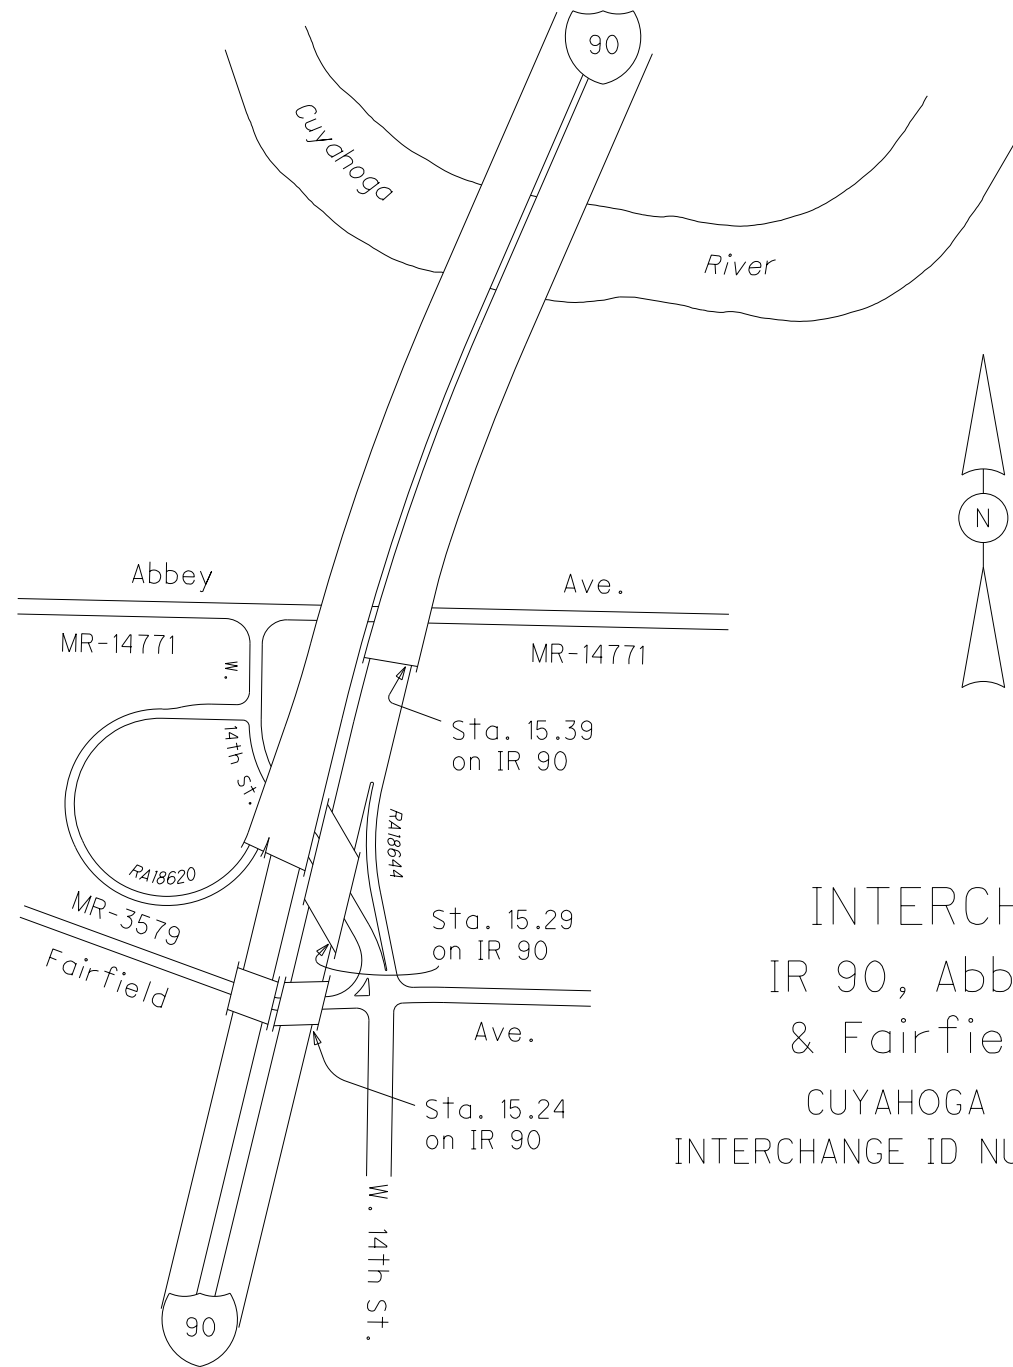 90
Cuyahoga
River
N
Abbey
Ave.
MR-14771
MR-14771
W.
14th St.
Sta. 15.39
on IR 90
RA18644
RA18620
MR-3579
Fairfield
Sta. 15.29
on IR 90
Ave.
Sta. 15.24
on IR 90
W. 14th St.
90
INTERCH
IR 90, Abb
& Fairfie
CUYAHOGA
INTERCHANGE ID NU